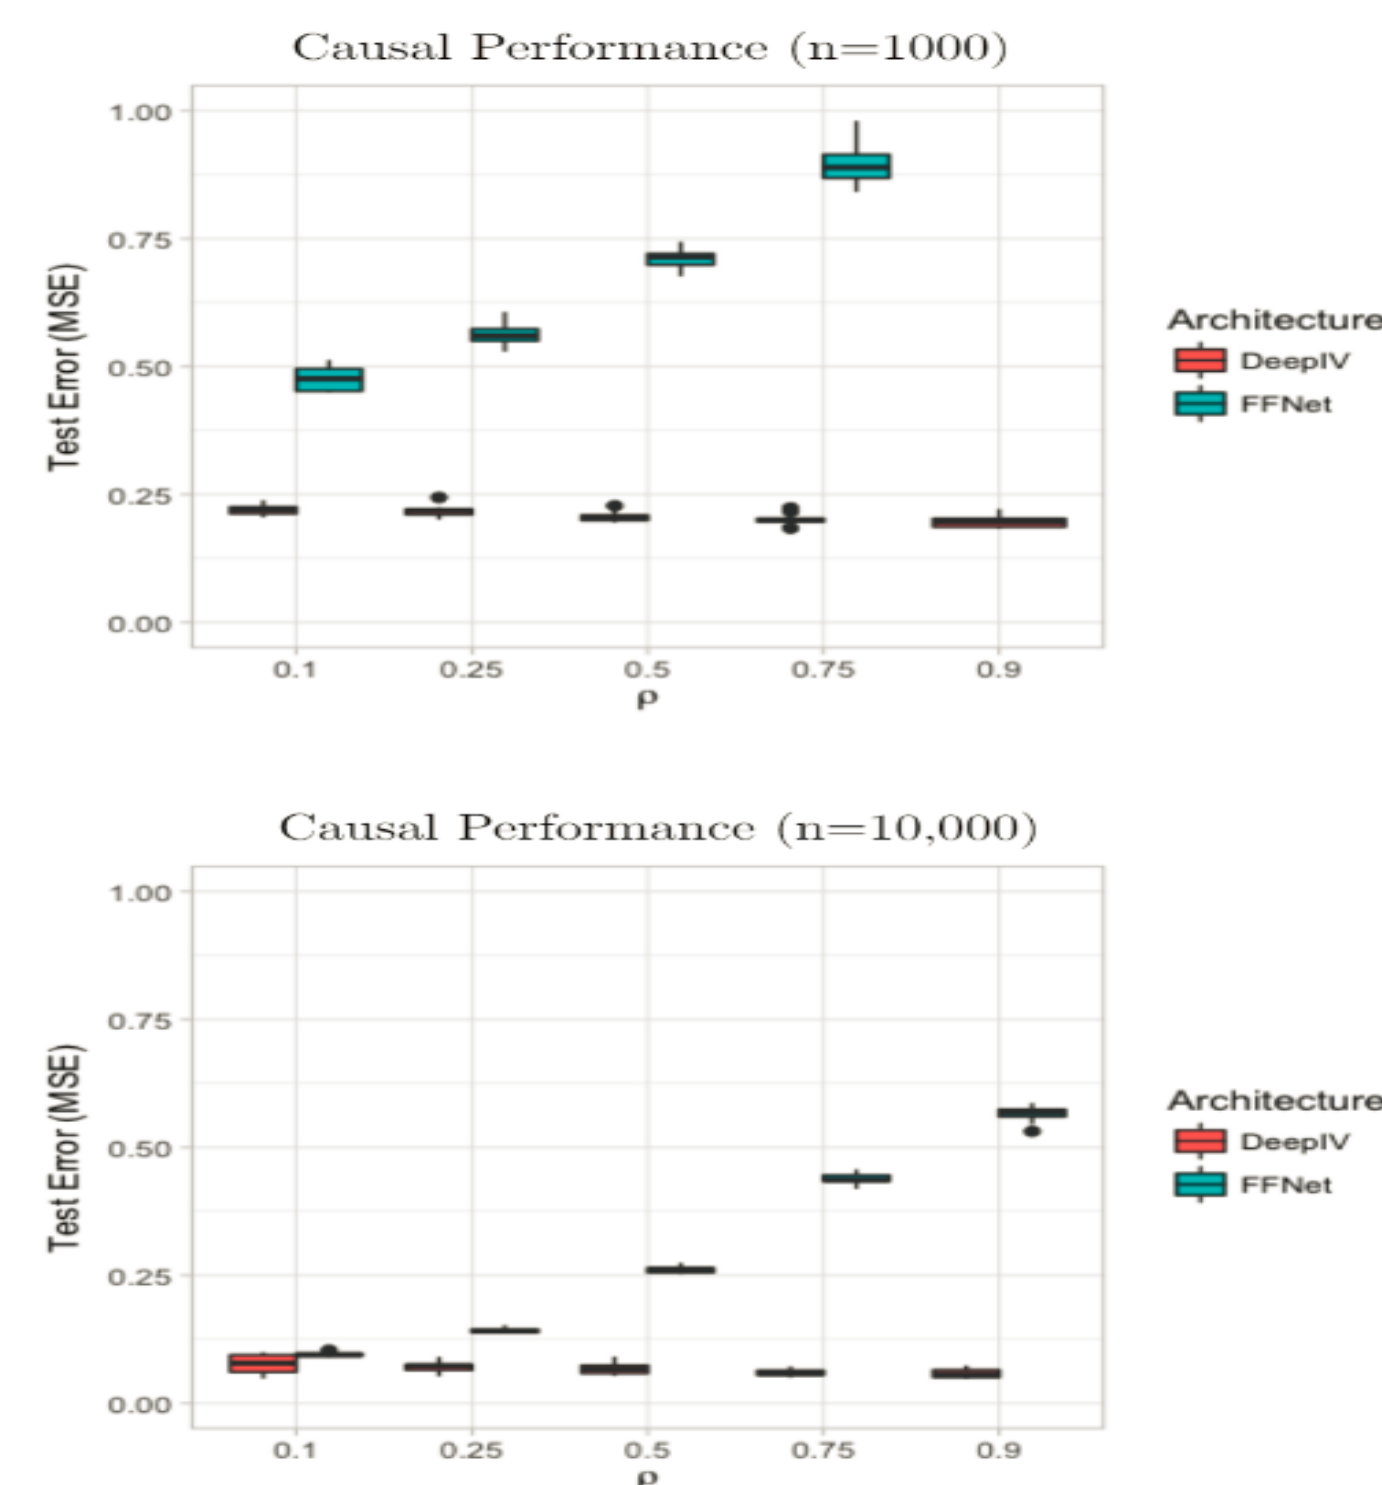 Causal Performance (n=1000)
1.00
0.75
0.50
0.25
0.00
Test Error (MSE)
0.1 0.25 0.5 0.75 0.9
ρ
Architecture
DeepIV
FFNet
Causal Performance (n=10,000)
1.00
0.75
0.50
0.25
0.00
Test Error (MSE)
0.1 0.25 0.5 0.75 0.9
ρ
Architecture
DeepIV
FFNet